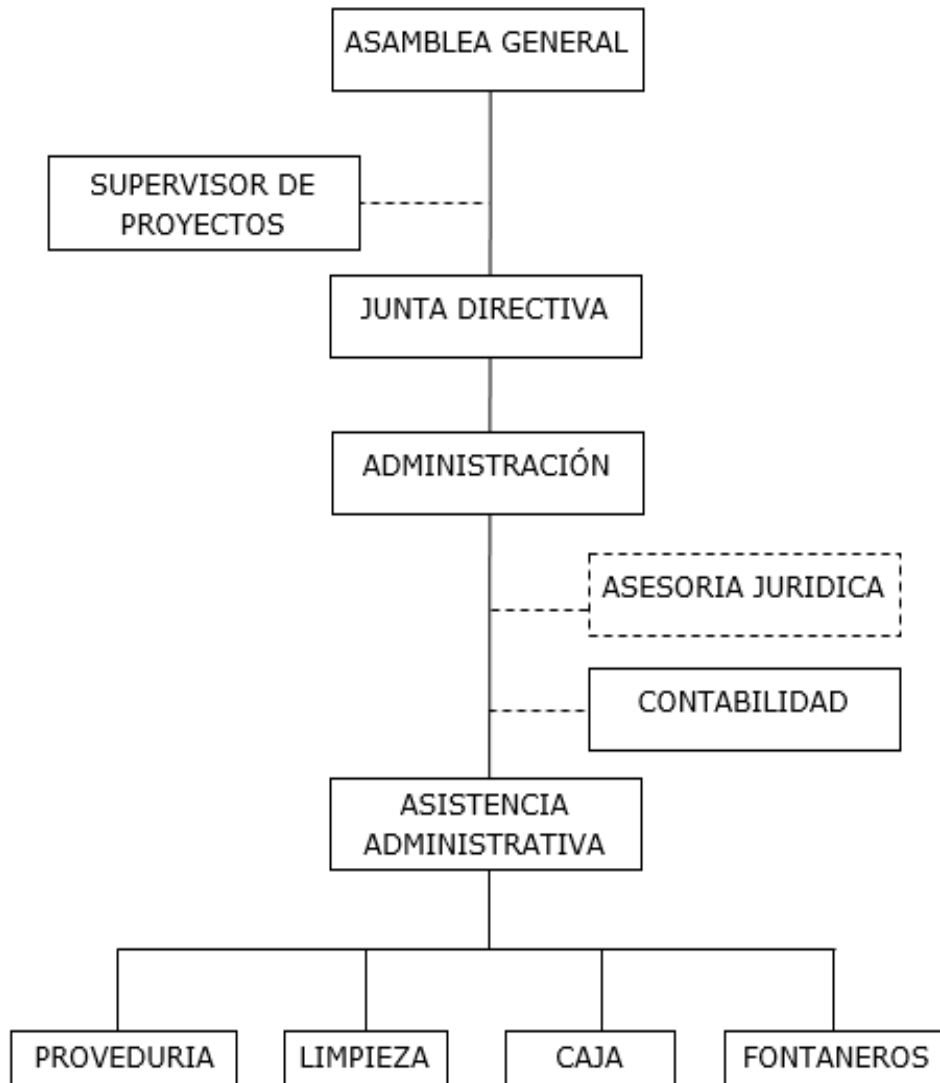 ASAMBLEA GENERAL
SUPERVISOR DE
PROYECTOS
JUNTA DIRECTIVA
ADMINISTRACIÓN
ASESORIA JURIDICA
CONTABILIDAD
ASISTENCIA
ADMINISTRATIVA
PROVEDURIA
LIMPIEZA
CAJA
FONTANEROS